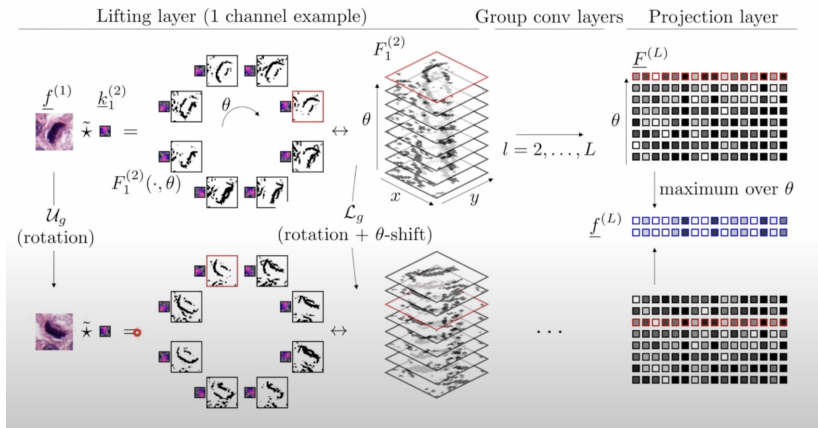 Lifting layer (1 channel example)
Group conv layers
Projection layer
f^(1)
k_1^(2)
⋆̃
=
θ
F_1^(2)(·,θ)
↔
F_1^(2)
θ
x
y
l = 2, . . . , L
F^(L)
θ
maximum over θ
f^(L)
𝒰_g
(rotation)
ℒ_g
(rotation + θ-shift)
⋆̃
=
↔
· · ·